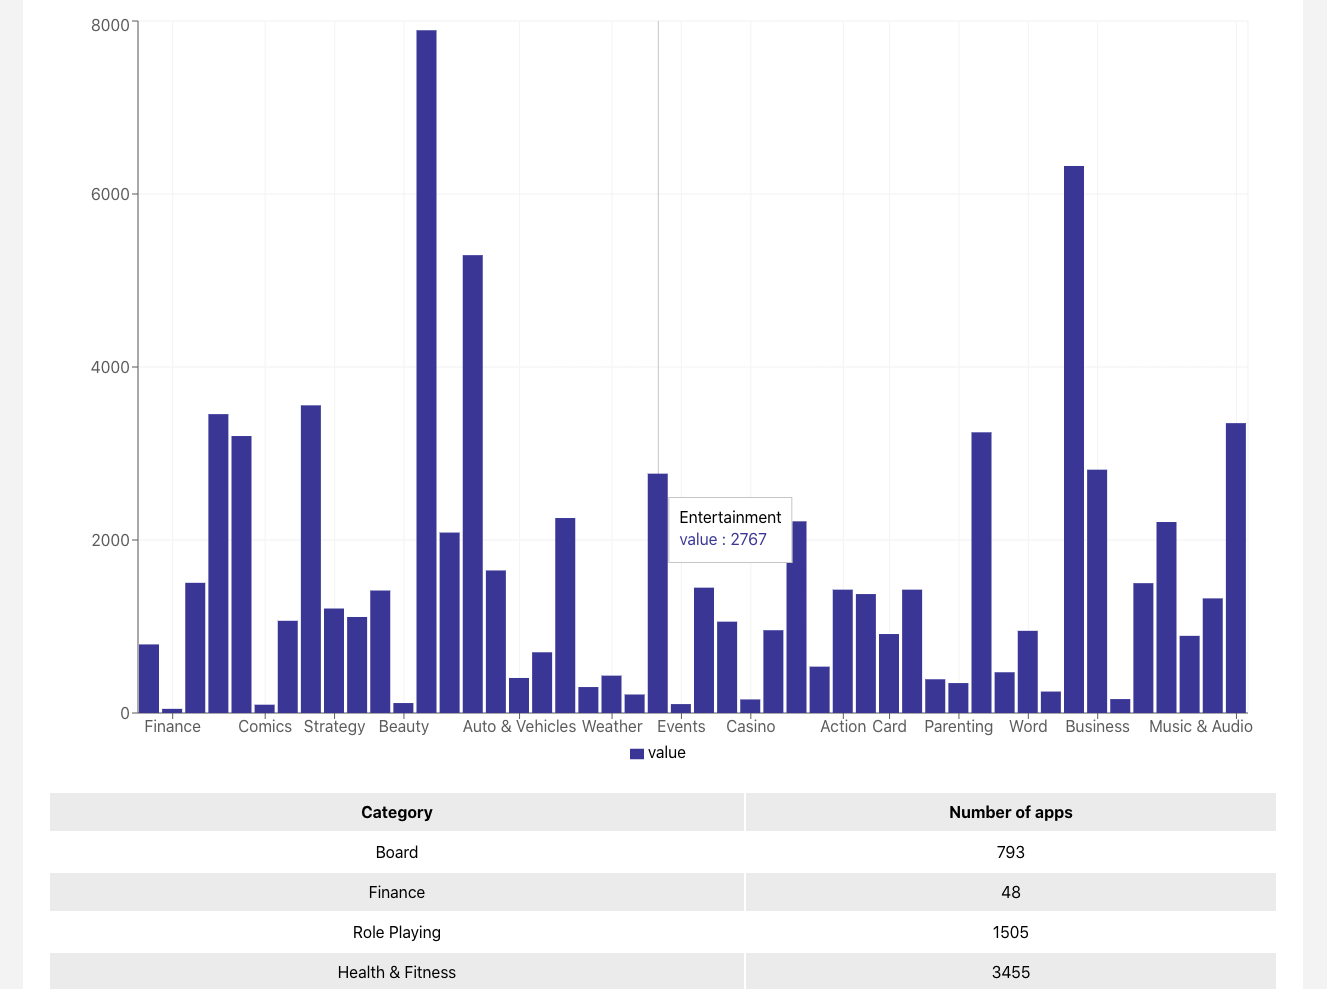 8000
6000
4000
2000
0
Entertainment
value : 2767
Finance Comics Strategy Beauty Auto & Vehicles Weather Events Casino Action Card Parenting Word Business Music & Audio
value
Category Number of apps
Board 793
Finance 48
Role Playing 1505
Health & Fitness 3455